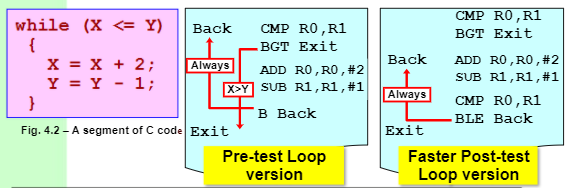 while (X <= Y)
{
X = X + 2;
Y = Y - 1;
}
Fig. 4.2 – A segment of C code
Back CMP R0,R1
BGT Exit
Always
ADD R0,R0,#2
X>Y
SUB R1,R1,#1
B Back
Exit
Pre-test Loop
version
CMP R0,R1
BGT Exit
Back ADD R0,R0,#2
SUB R1,R1,#1
Always
CMP R0,R1
BLE Back
Exit
Faster Post-test
Loop version